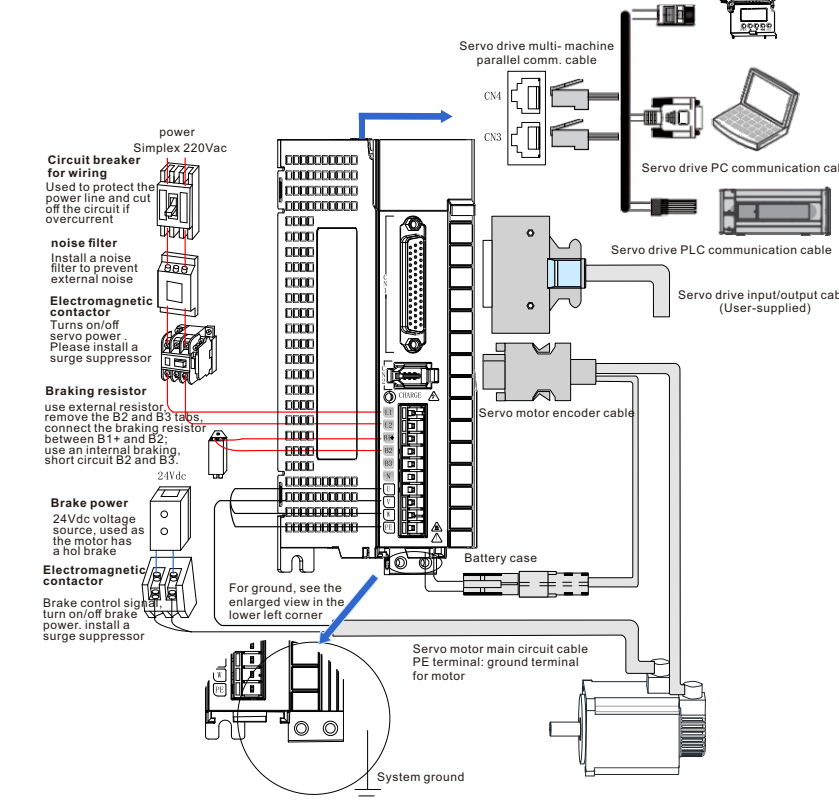 Servo drive multi- machine
parallel comm. cable
CN4
CN3
Servo drive PC communication cal
Servo drive PLC communication cable
Servo drive input/output cab
(User-supplied)
power
Simplex 220Vac
Circuit breaker
for wiring
Used to protect the
power line and cut
off the circuit if
overcurrent
noise filter
Install a noise
filter to prevent
external noise
Electromagnetic
contactor
Turns on/off
servo power .
Please install a
surge suppressor
Braking resistor
use external resistor,
remove the B2 and B3 tabs,
connect the braking resistor
between B1+ and B2;
use an internal braking,
short circuit B2 and B3.
24Vdc
Brake power
24Vdc voltage
source, used as
the motor has
a hol brake
Electromagnetic
contactor
Brake control signal,
turn on/off brake
power. install a
surge suppressor
CHARGE
L1
L2
B1+
B2
B3
N
U
V
W
PE
Servo motor encoder cable
Battery case
For ground, see the
enlarged view in the
lower left corner
Servo motor main circuit cable
PE terminal: ground terminal
for motor
W
PE
System ground